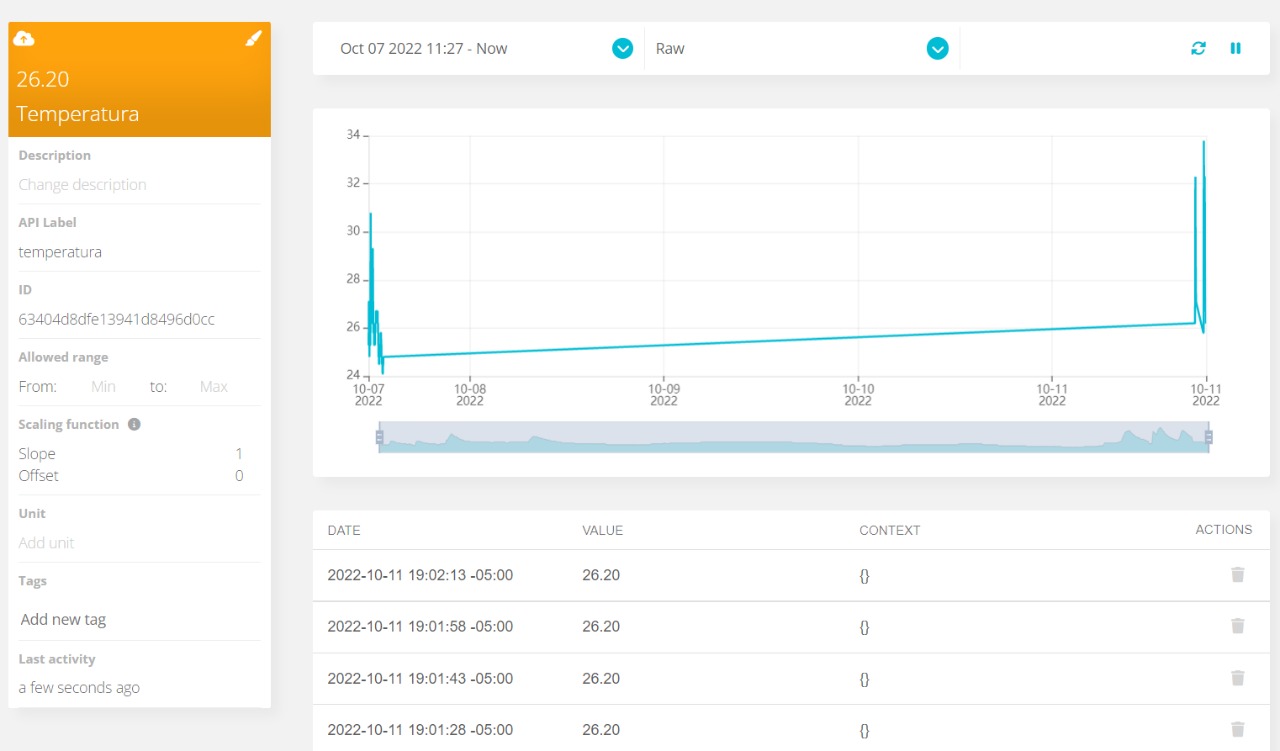 26.20
Temperatura
Description
Change description
API Label
temperatura
ID
63404d8dfe13941d8496d0cc
Allowed range
From: Min to: Max
Scaling function
Slope 1
Offset 0
Unit
Add unit
Tags
Add new tag
Last activity
a few seconds ago
Oct 07 2022 11:27 - Now
Raw
34
32
30
28
26
24
10-07 10-08 10-09 10-10 10-11 10-11
2022 2022 2022 2022 2022 2022
DATE VALUE CONTEXT ACTIONS
2022-10-11 19:02:13 -05:00 26.20 {}
2022-10-11 19:01:58 -05:00 26.20 {}
2022-10-11 19:01:43 -05:00 26.20 {}
2022-10-11 19:01:28 -05:00 26.20 {}